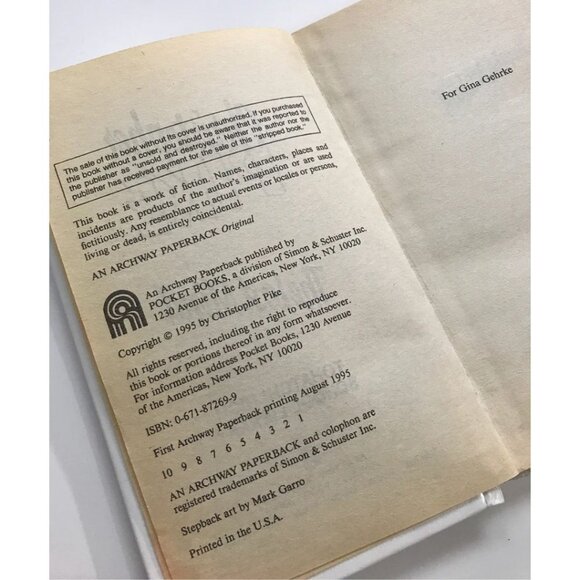 The sale of this book without its cover is unauthorized. If you purchased
this book without a cover, you should be aware that it was reported to
the publisher as "unsold and destroyed." Neither the author nor the
publisher has received payment for the sale of this "stripped book."
This book is a work of fiction. Names, characters, places and
incidents are products of the author's imagination or are used
fictitiously. Any resemblance to actual events or locales or persons,
living or dead, is entirely coincidental.
AN ARCHWAY PAPERBACK Original
An Archway Paperback published by
POCKET BOOKS, a division of Simon & Schuster Inc.
1230 Avenue of the Americas, New York, NY 10020
Copyright © 1995 by Christopher Pike
All rights reserved, including the right to reproduce
this book or portions thereof in any form whatsoever.
For information address Pocket Books, 1230 Avenue
of the Americas, New York, NY 10020
ISBN: 0-671-87269-9
First Archway Paperback printing August 1995
10 9 8 7 6 5 4 3 2 1
AN ARCHWAY PAPERBACK and colophon are
registered trademarks of Simon & Schuster Inc.
Stepback art by Mark Garro
Printed in the U.S.A.
For Gina Gehrke